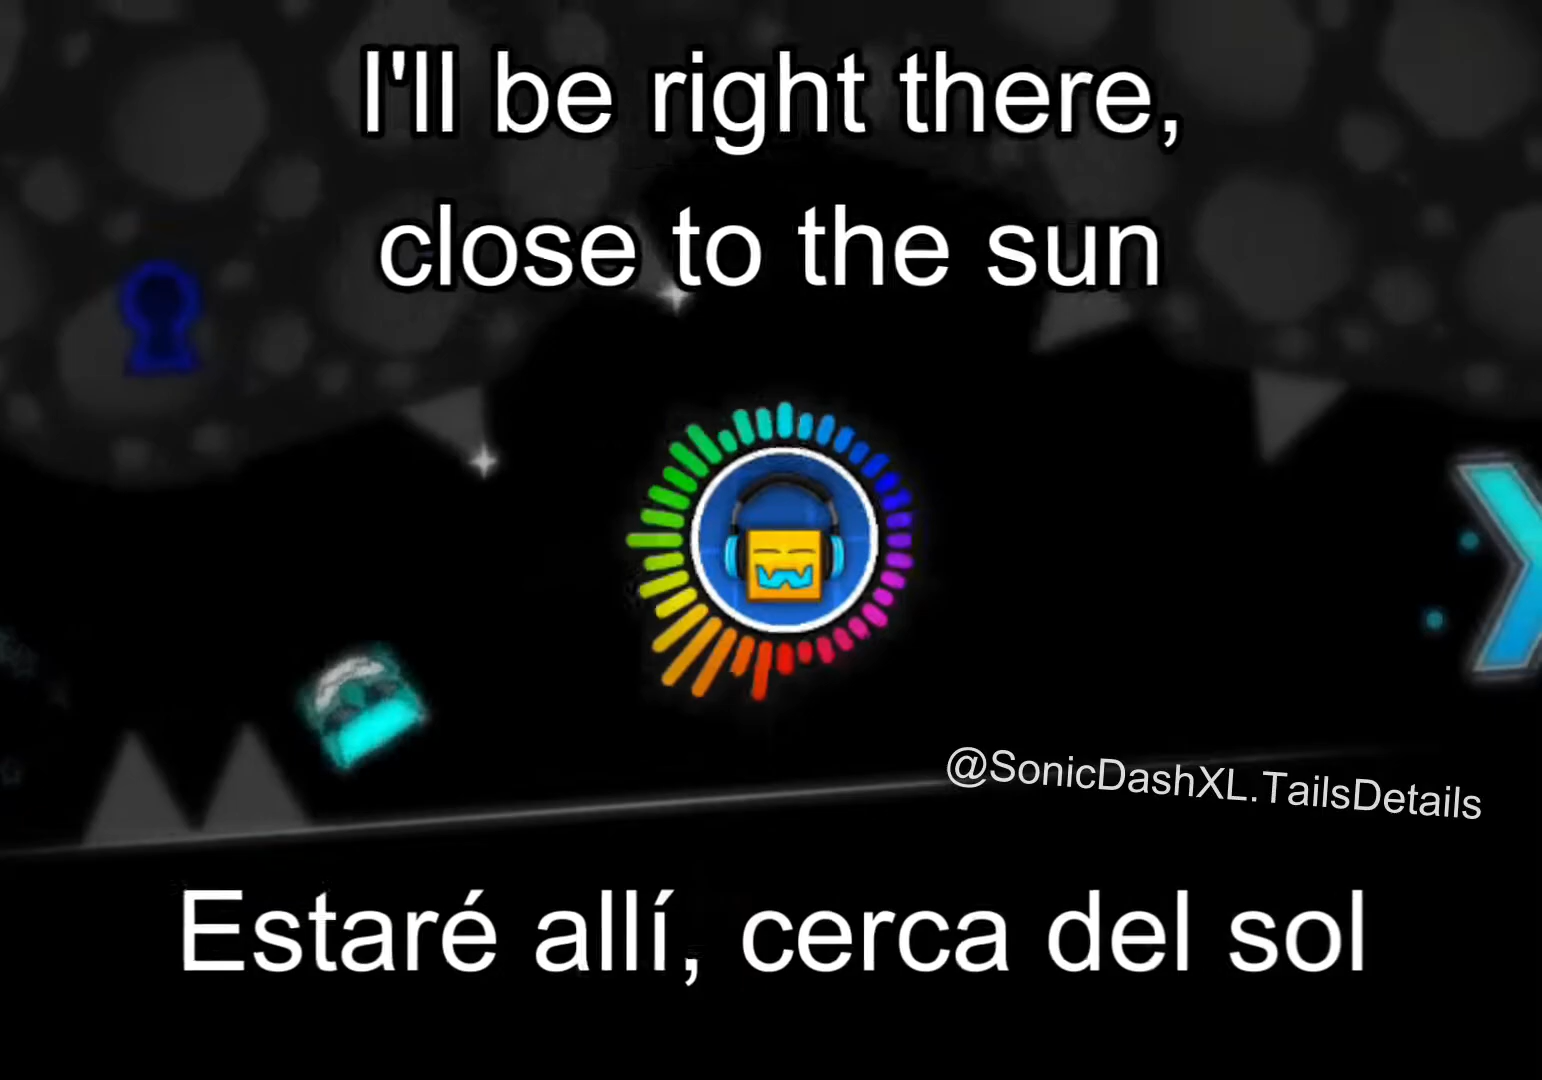 I'll be right there,
close to the sun
@SonicDashXL.TailsDetails
Estaré allí, cerca del sol